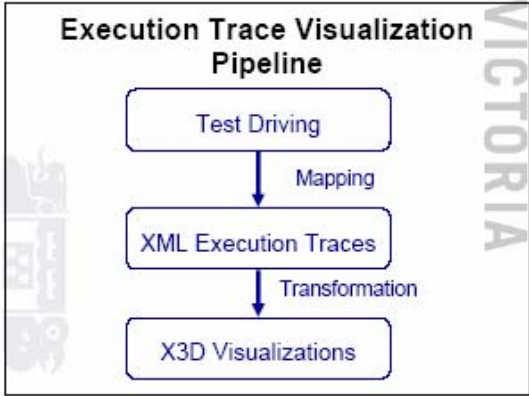 Execution Trace Visualization
Pipeline
Test Driving
Mapping
XML Execution Traces
Transformation
X3D Visualizations
VICTORIA